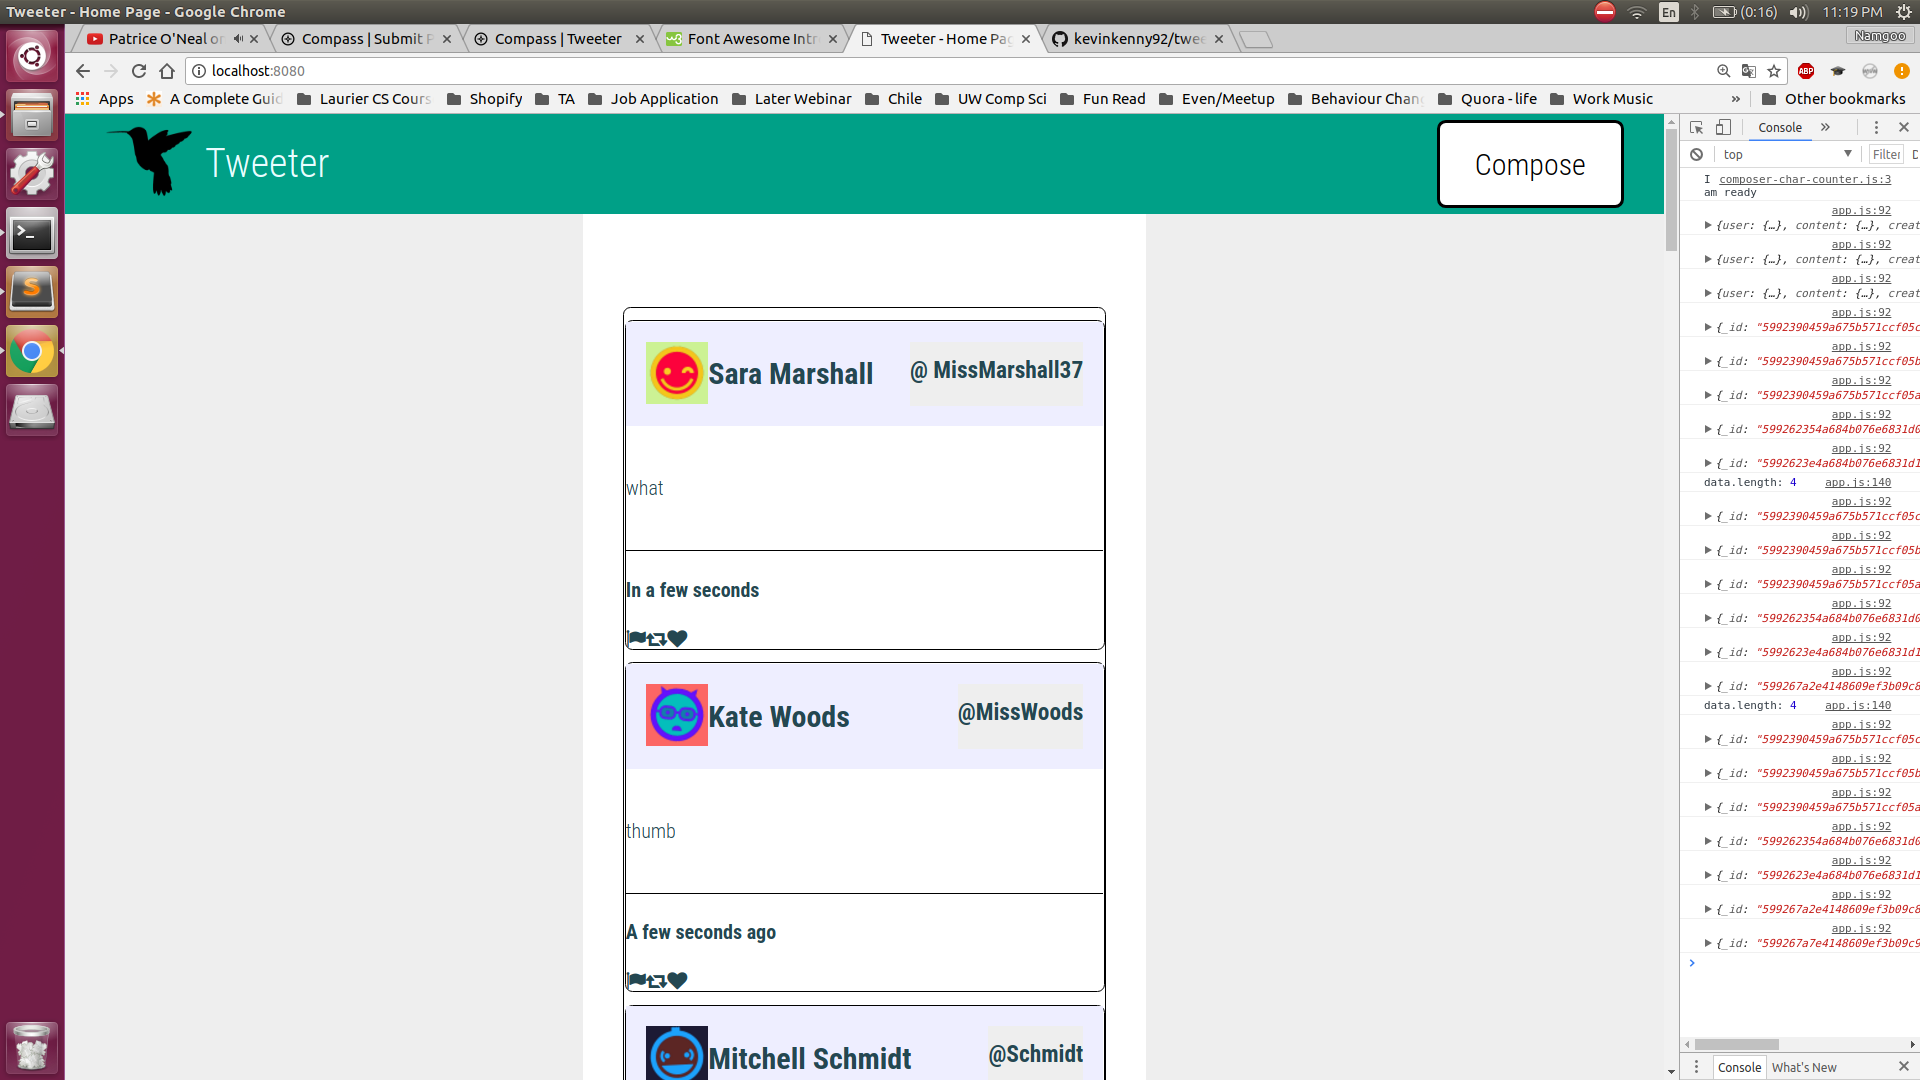 Tweeter - Home Page - Google Chrome
En
(0:16)
11:19 PM
Patrice O'Neal on
Compass | Submit P
Compass | Tweeter
Font Awesome Intr
Tweeter - Home Pag
kevinkenny92/twee
Namgoo
localhost:8080
ABP
Apps
A Complete Guid
Laurier CS Cours
Shopify
TA
Job Application
Later Webinar
Chile
UW Comp Sci
Fun Read
Even/Meetup
Behaviour Chan
Quora - life
Work Music
»
Other bookmarks
Tweeter
Compose
Sara Marshall
@ MissMarshall37
what
In a few seconds
Kate Woods
@MissWoods
thumb
A few seconds ago
Mitchell Schmidt
@Schmidt
Console
»
top
Filter
I composer-char-counter.js:3
am ready
app.js:92
{user: {…}, content: {…}, creat
app.js:92
{user: {…}, content: {…}, creat
app.js:92
{user: {…}, content: {…}, creat
app.js:92
{_id: "5992390459a675b571ccf05c
app.js:92
{_id: "5992390459a675b571ccf05b
app.js:92
{_id: "5992390459a675b571ccf05a
app.js:92
{_id: "599262354a684b076e6831d0
app.js:92
{_id: "5992623e4a684b076e6831d1
data.length: 4 app.js:140
app.js:92
{_id: "5992390459a675b571ccf05c
app.js:92
{_id: "5992390459a675b571ccf05b
app.js:92
{_id: "5992390459a675b571ccf05a
app.js:92
{_id: "599262354a684b076e6831d0
app.js:92
{_id: "5992623e4a684b076e6831d1
app.js:92
{_id: "599267a2e4148609ef3b09c8
data.length: 4 app.js:140
app.js:92
{_id: "5992390459a675b571ccf05c
app.js:92
{_id: "5992390459a675b571ccf05b
app.js:92
{_id: "5992390459a675b571ccf05a
app.js:92
{_id: "599262354a684b076e6831d0
app.js:92
{_id: "5992623e4a684b076e6831d1
app.js:92
{_id: "599267a2e4148609ef3b09c8
app.js:92
{_id: "599267a7e4148609ef3b09c9
Console
What's New